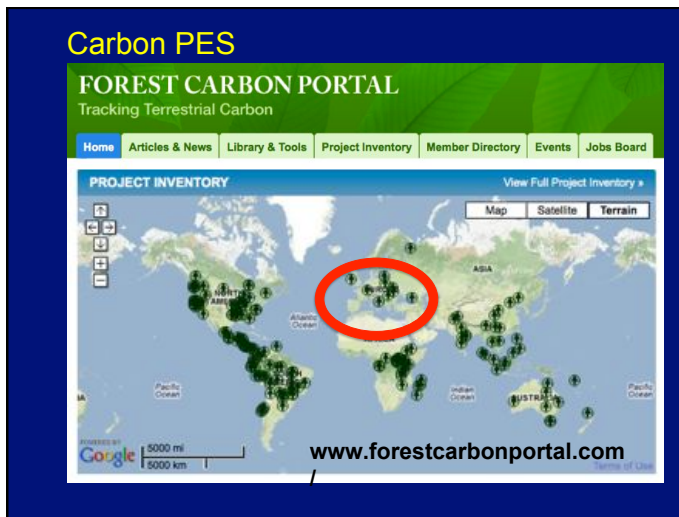 Carbon PES
FOREST CARBON PORTAL
Tracking Terrestrial Carbon
Home Articles & News Library & Tools Project Inventory Member Directory Events Jobs Board
PROJECT INVENTORY View Full Project Inventory »
Map Satellite Terrain
ASIA
NORTH
AMERICA
Atlantic
Ocean
Pacific
Ocean
Indian
Ocean
Pacific
Ocean
POWERED BY
Google
5000 mi
5000 km
www.forestcarbonportal.com
/
Terms of Use